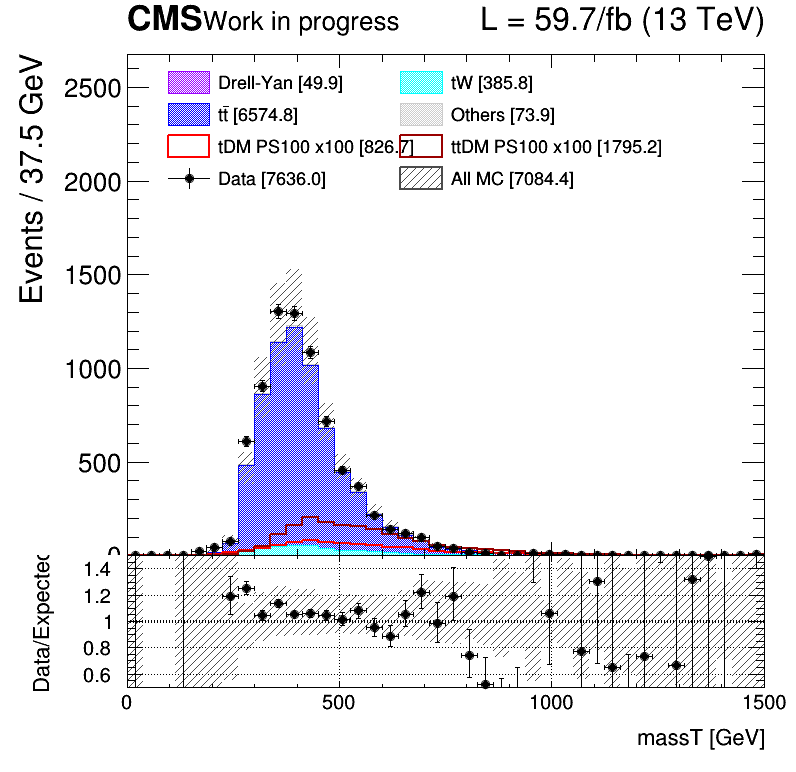 CMS Work in progress L = 59.7/fb (13 TeV)
Events / 37.5 GeV
2500
2000
1500
1000
500
0
Drell-Yan [49.9] tW [385.8]
tt̄ [6574.8] Others [73.9]
tDM PS100 x100 [826.7] ttDM PS100 x100 [1795.2]
Data [7636.0] All MC [7084.4]
Data/Expected
1.4
1.2
1
0.8
0.6
0 500 1000 1500
massT [GeV]